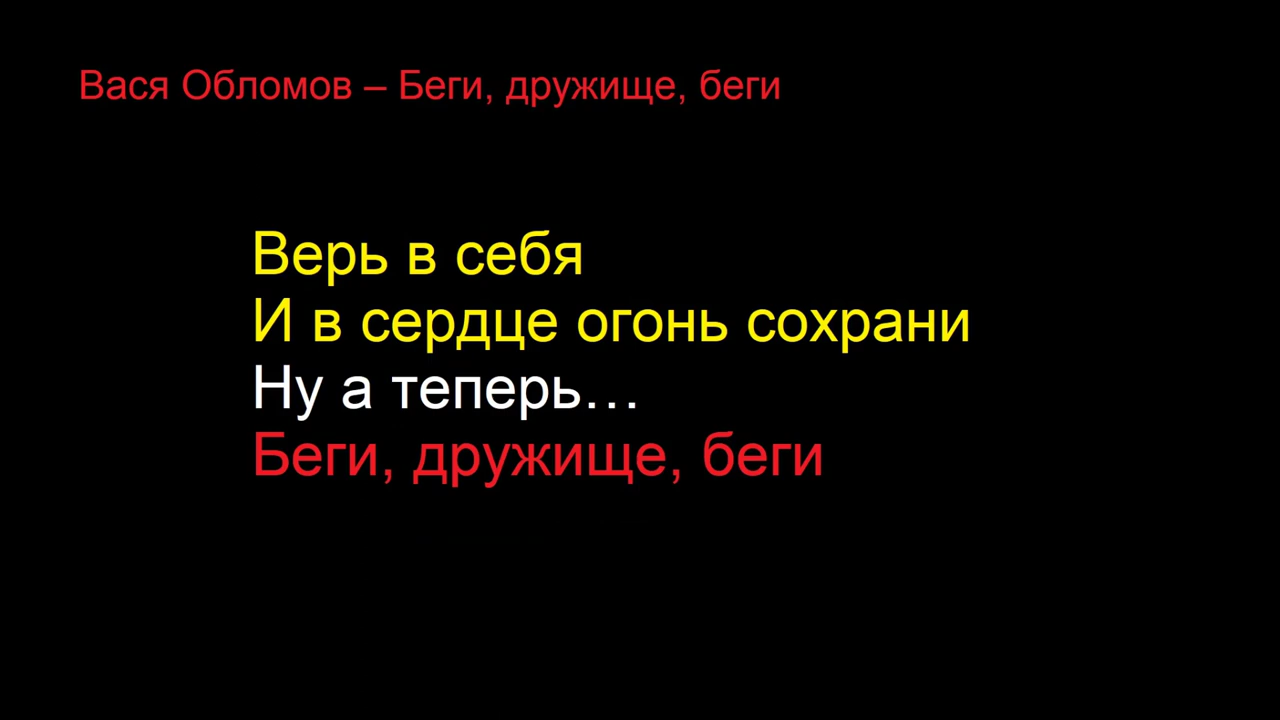 Вася Обломов – Беги, дружище, беги
Верь в себя
И в сердце огонь сохрани
Ну а теперь…
Беги, дружище, беги